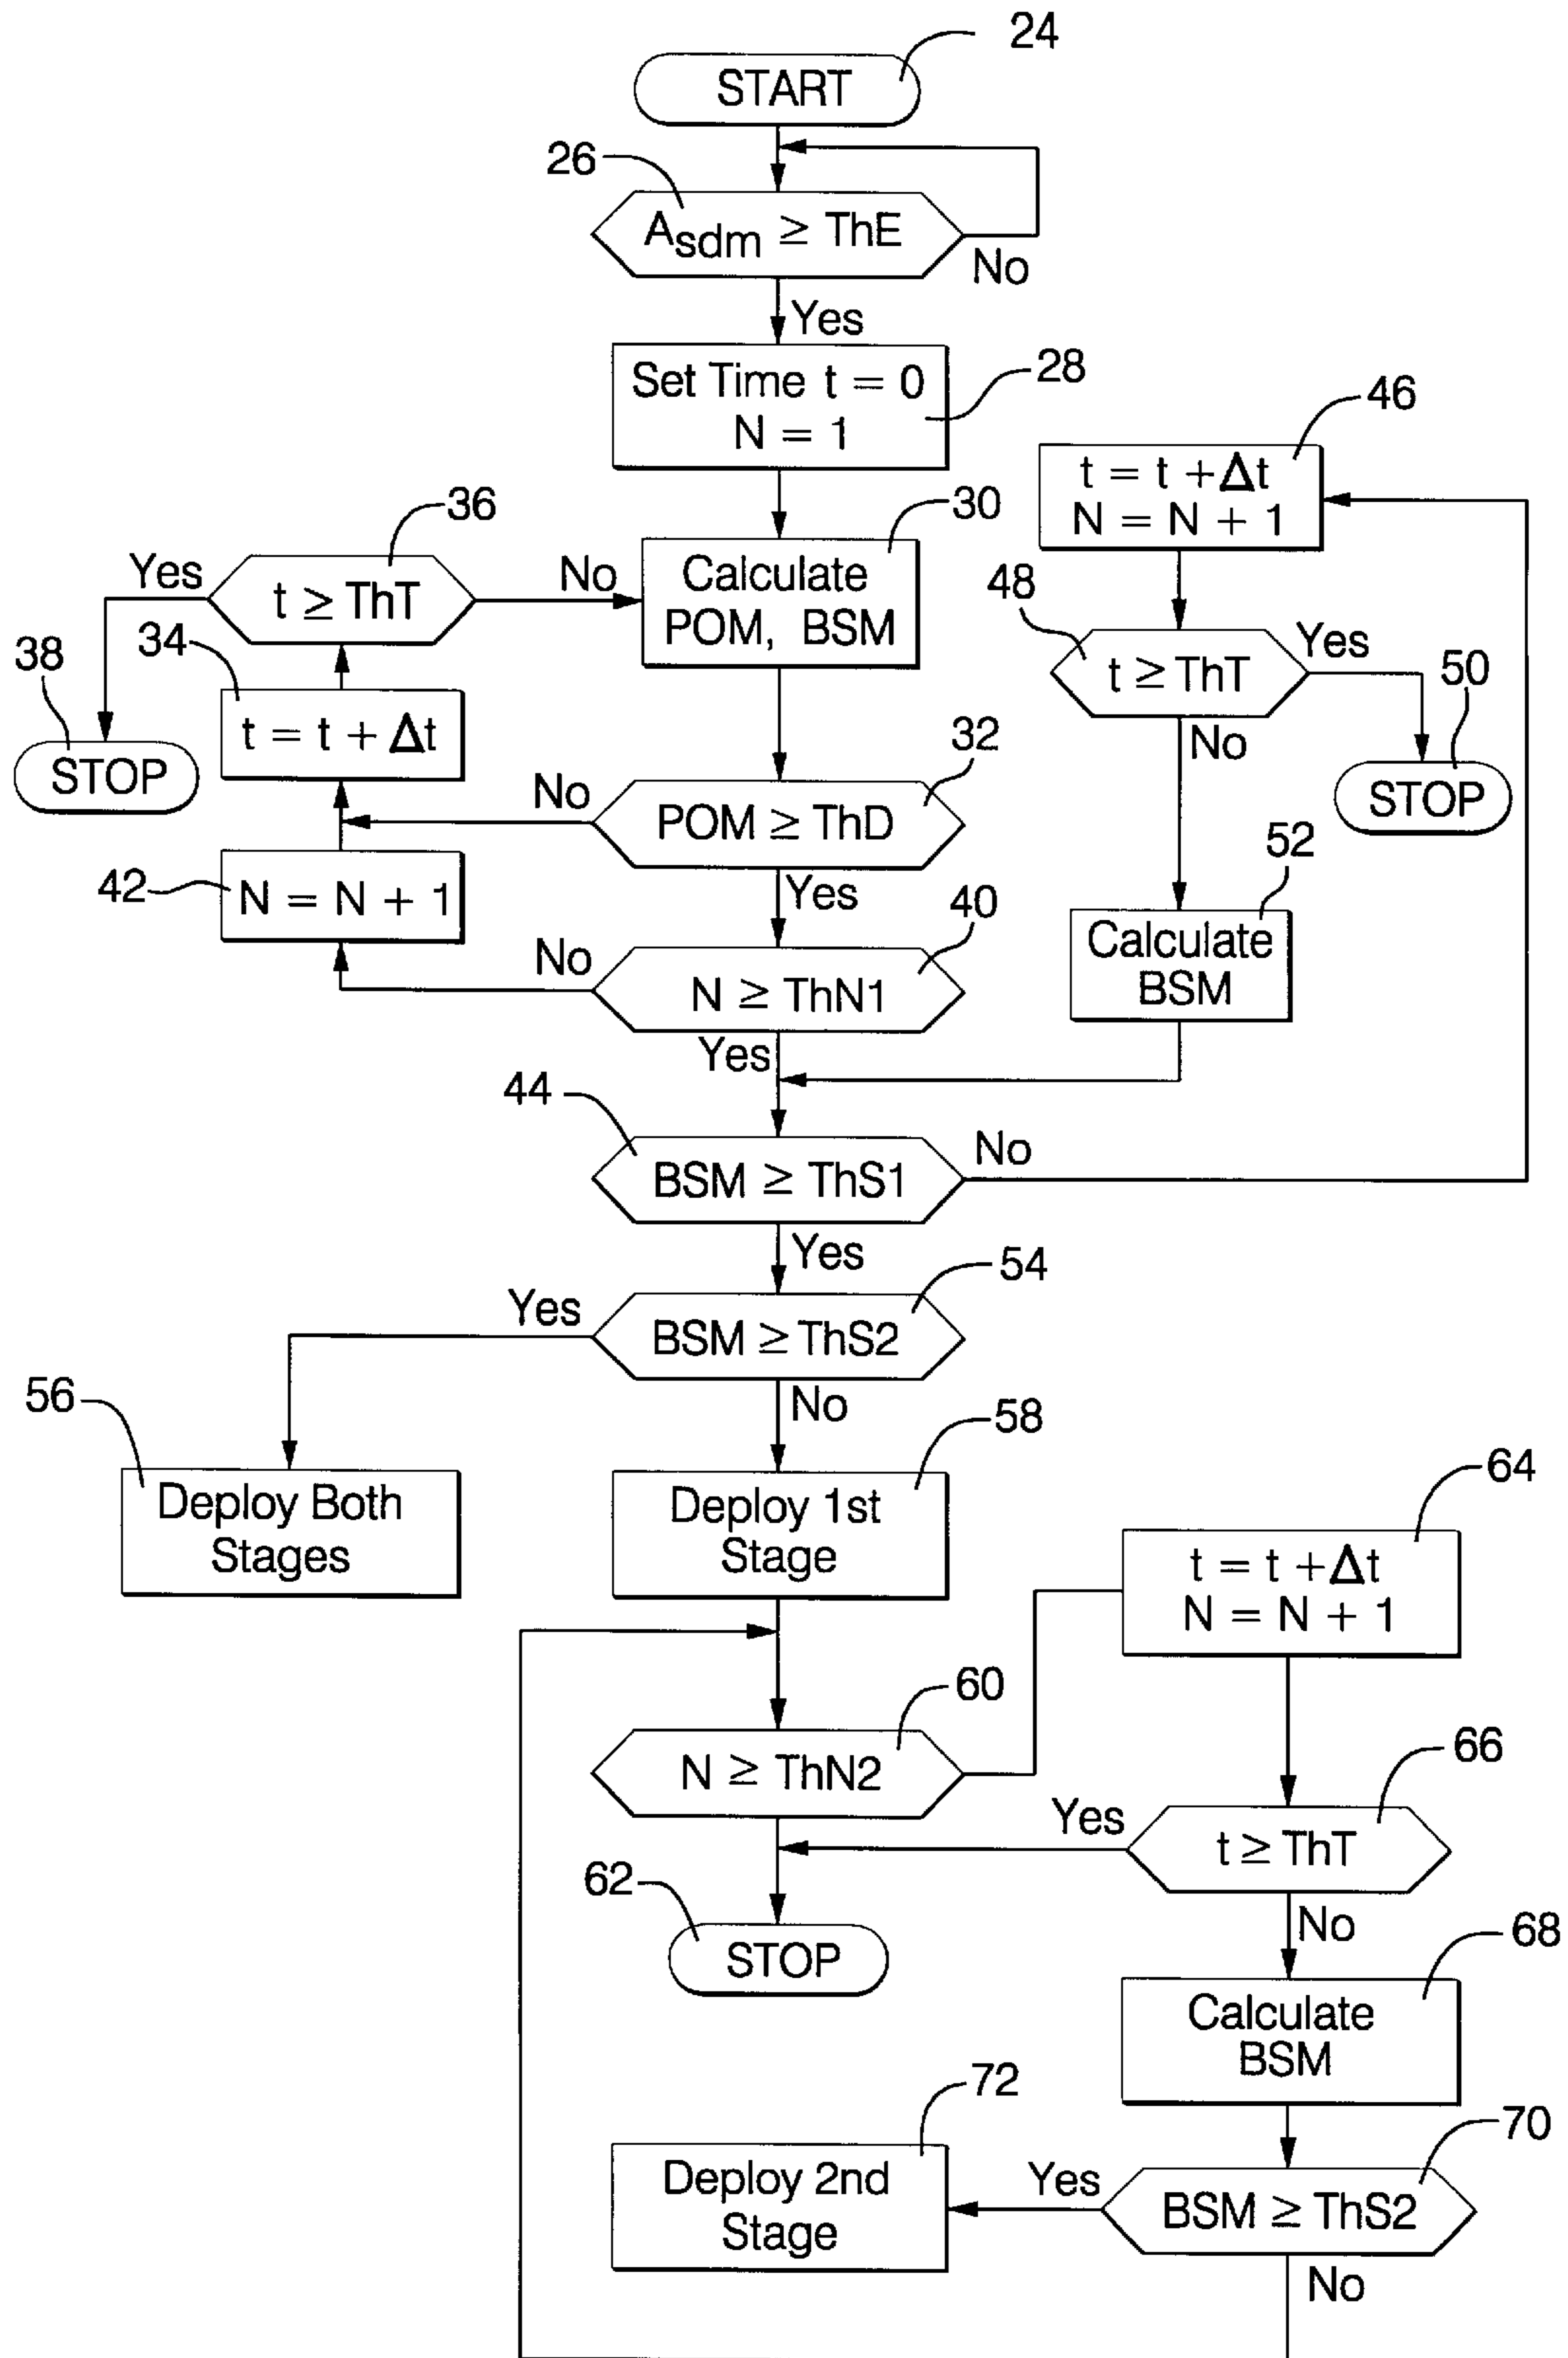 24
START
26
Asdm ≥ ThE
No
Yes
Set Time t = 0
N = 1
28
46
t = t + Δt
N = N + 1
36
30
Yes
t ≥ ThT
No
Calculate
POM, BSM
48
t ≥ ThT
Yes
50
34
38
t = t + Δt
STOP
No
STOP
32
No
POM ≥ ThD
Yes
52
42
N = N + 1
40
Calculate
BSM
No
N ≥ ThN1
Yes
44
BSM ≥ ThS1
No
Yes
54
Yes
BSM ≥ ThS2
No
56
58
Deploy Both
Stages
Deploy 1st
Stage
64
t = t + Δt
N = N + 1
60
N ≥ ThN2
66
Yes
t ≥ ThT
62
No
STOP
68
Calculate
BSM
72
70
Deploy 2nd
Stage
Yes
BSM ≥ ThS2
No